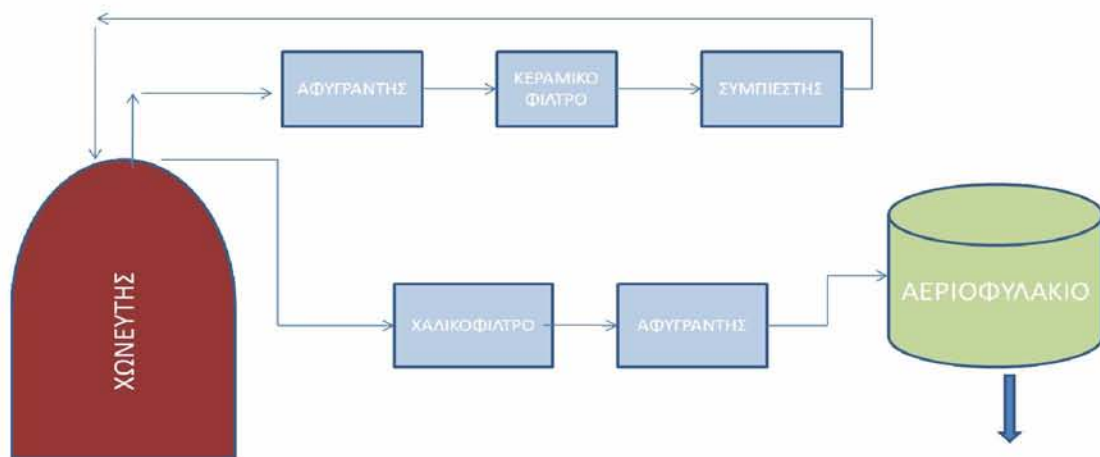 ΑΦΥΓΡΑΝΤΗΣ
ΚΕΡΑΜΙΚΟ
ΦΙΛΤΡΟ
ΣΥΜΠΙΕΣΤΗΣ
ΧΩΝΕΥΤΗΣ
ΧΑΛΙΚΟΦΙΛΤΡΟ
ΑΦΥΓΡΑΝΤΗΣ
ΑΕΡΙΟΦΥΛΑΚΙΟ